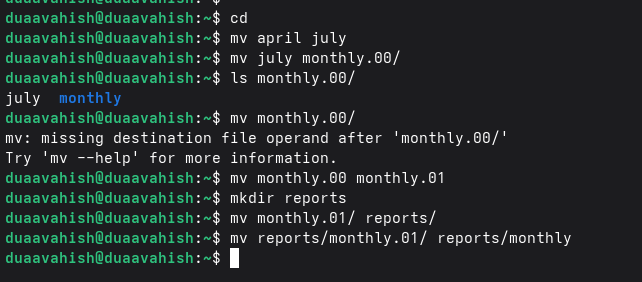 duaavahish@duaavahish:~$ cd
duaavahish@duaavahish:~$ mv april july
duaavahish@duaavahish:~$ mv july monthly.00/
duaavahish@duaavahish:~$ ls monthly.00/
july  monthly
duaavahish@duaavahish:~$ mv monthly.00/
mv: missing destination file operand after 'monthly.00/'
Try 'mv --help' for more information.
duaavahish@duaavahish:~$ mv monthly.00 monthly.01
duaavahish@duaavahish:~$ mkdir reports
duaavahish@duaavahish:~$ mv monthly.01/ reports/
duaavahish@duaavahish:~$ mv reports/monthly.01/ reports/monthly
duaavahish@duaavahish:~$